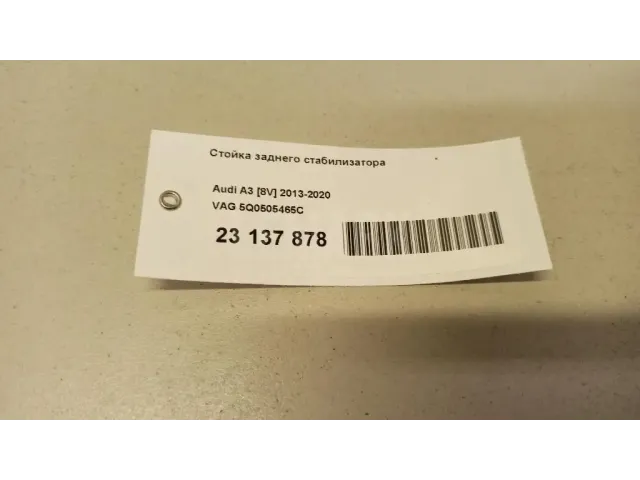 Стойка заднего стабилизатора
Audi A3 [8V] 2013-2020
VAG 5Q0505465C
23 137 878